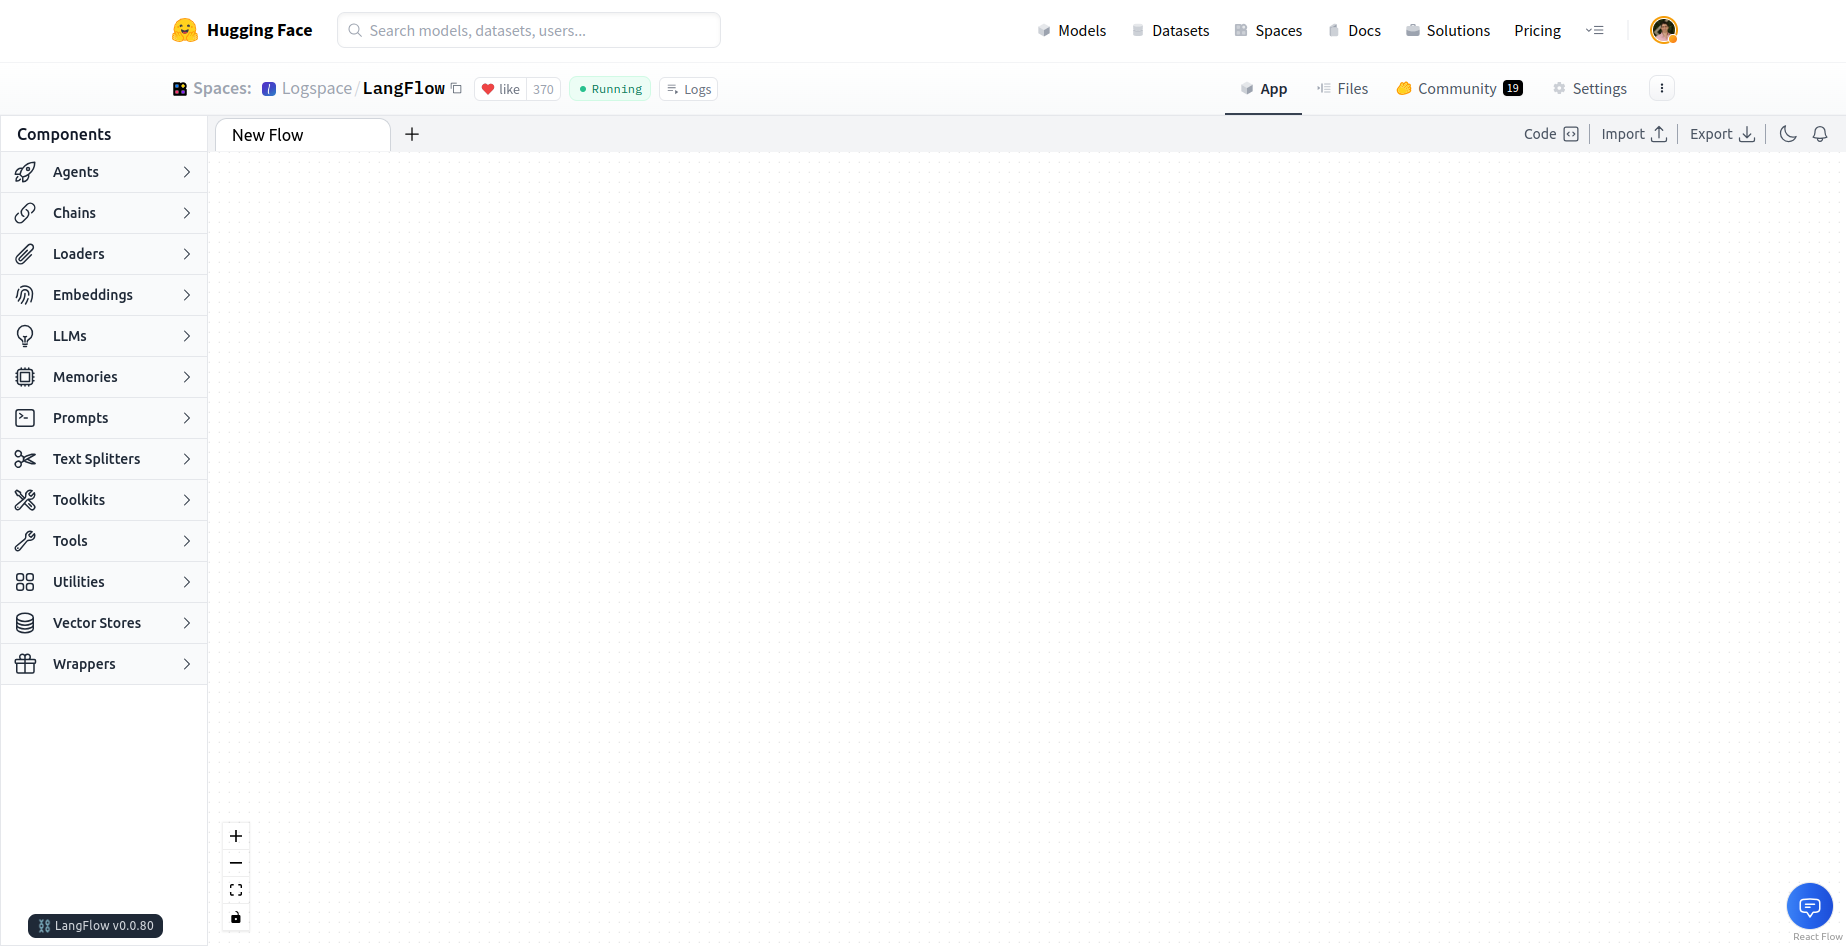 Hugging Face
Search models, datasets, users...
Models
Datasets
Spaces
Docs
Solutions
Pricing
Spaces:
Logspace/LangFlow
like 370
Running
Logs
App
Files
Community 19
Settings
Components
New Flow
Code
Import
Export
Agents
Chains
Loaders
Embeddings
LLMs
Memories
Prompts
Text Splitters
Toolkits
Tools
Utilities
Vector Stores
Wrappers
LangFlow v0.0.80
React Flow